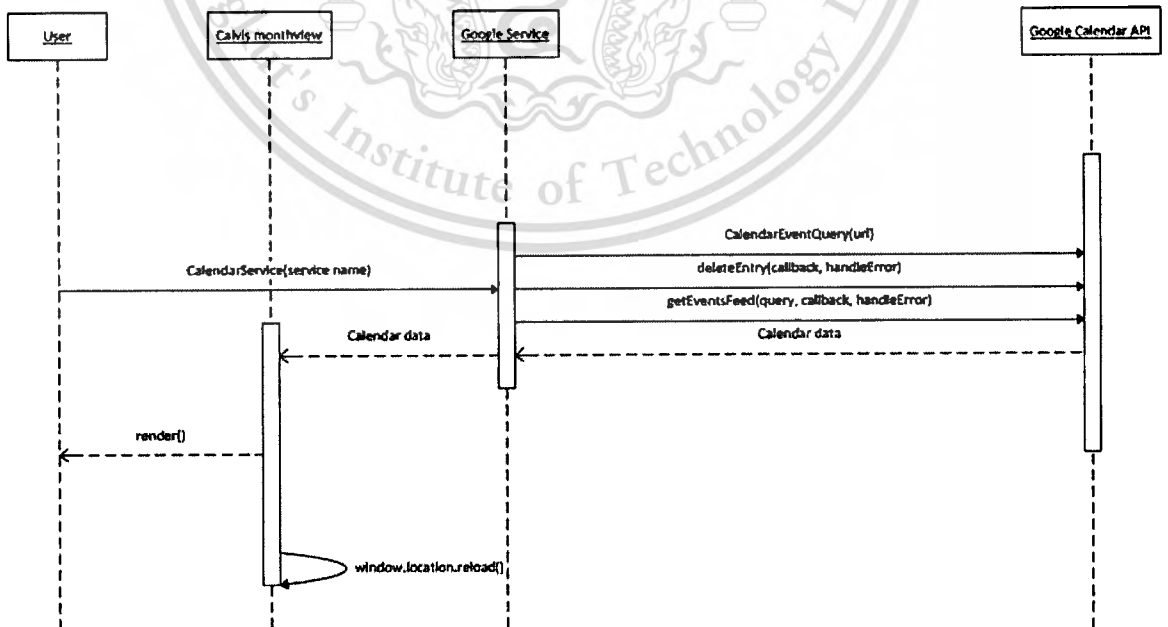 User
Calvis monthview
Google Service
Google Calendar API
Institute of Technology
CalendarEventQuery(url)
CalendarService(service name)
deleteEntry(callback, handleError)
getEventsFeed(query, callback, handleError)
Calendar data
Calendar data
render()
window.location.reload()